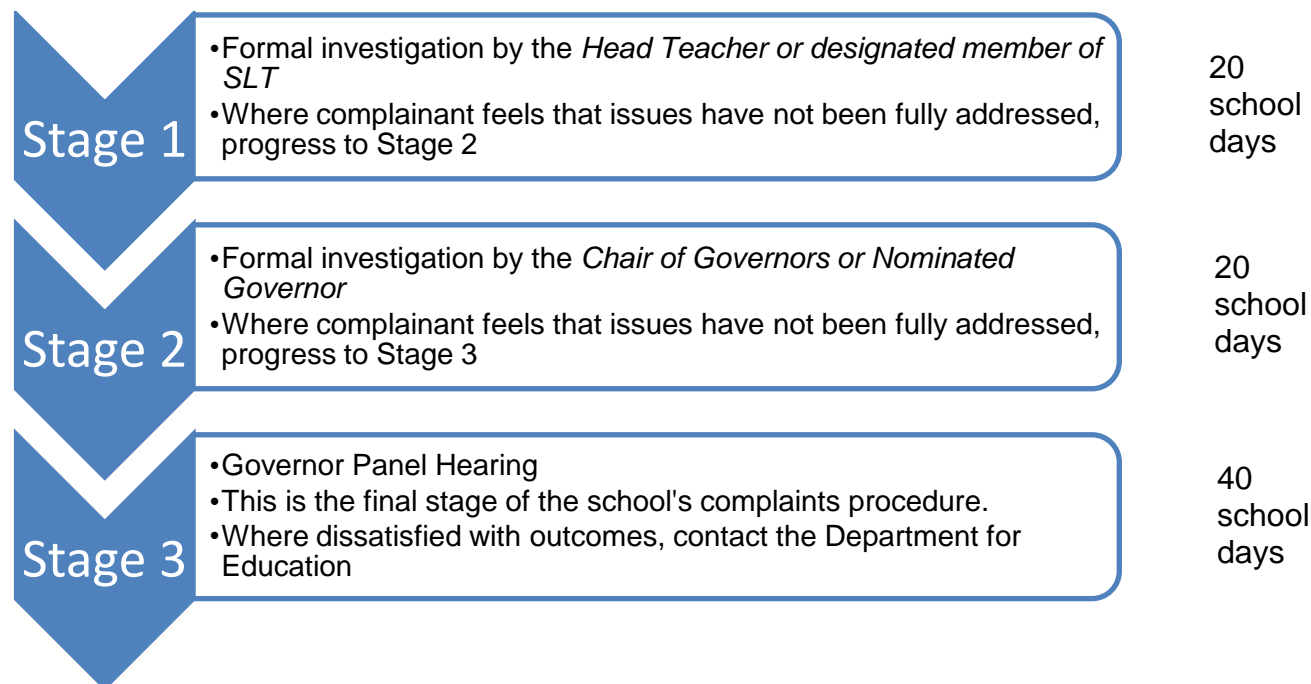 Stage 1
•Formal investigation by the Head Teacher or designated member of
SLT
•Where complainant feels that issues have not been fully addressed,
progress to Stage 2
20
school
days
Stage 2
•Formal investigation by the Chair of Governors or Nominated
Governor
•Where complainant feels that issues have not been fully addressed,
progress to Stage 3
20
school
days
Stage 3
•Governor Panel Hearing
•This is the final stage of the school's complaints procedure.
•Where dissatisfied with outcomes, contact the Department for
Education
40
school
days